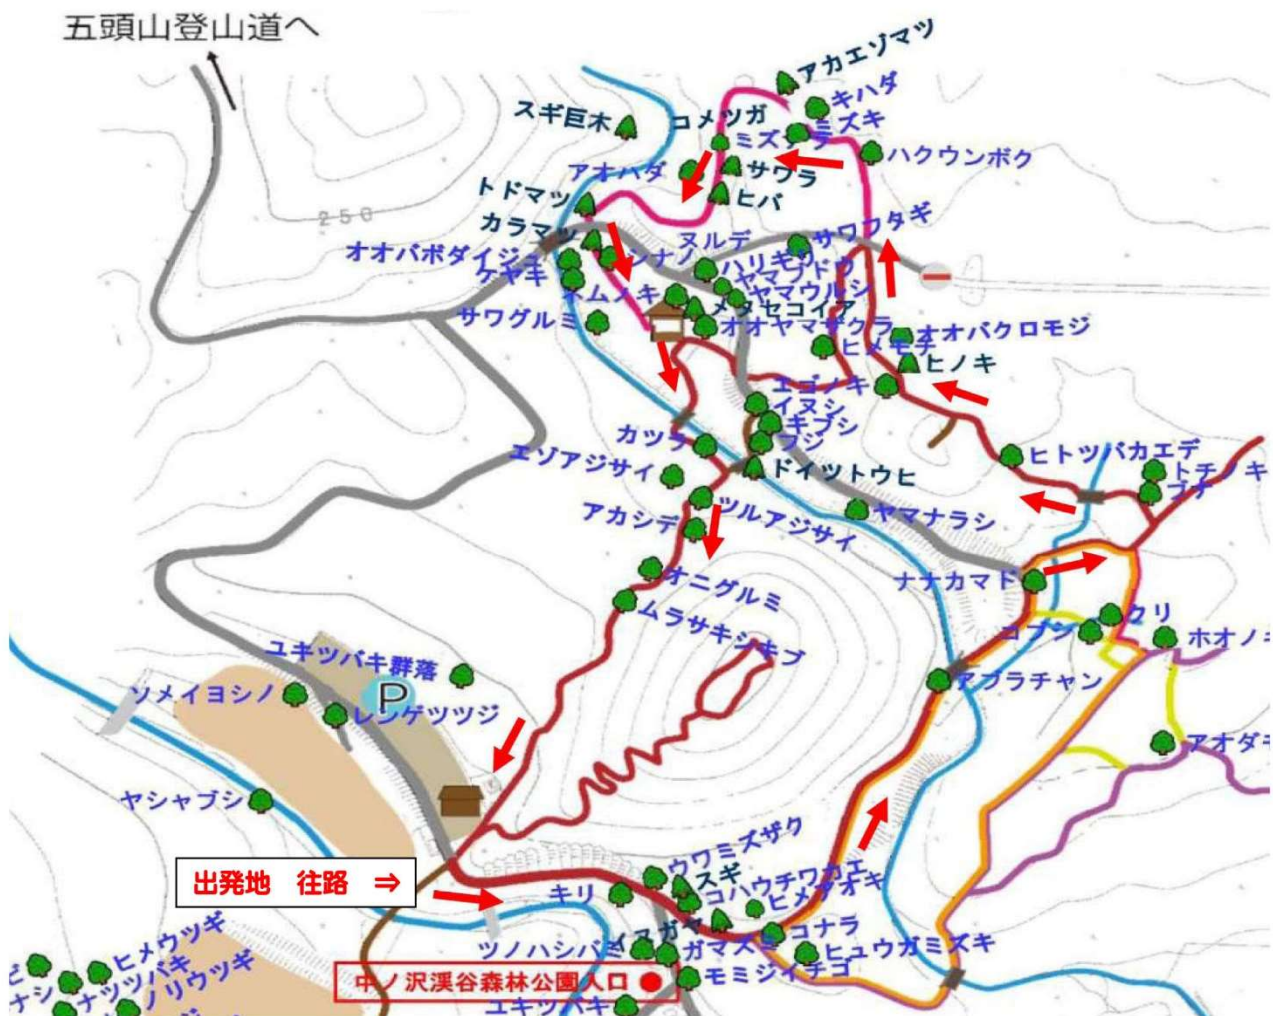 五頭山登山道へ
アカエゾマツ
キハダ
スギ巨木
コメツガ
ミズキ
ミズナラ
ハクウンボク
アオハダ
サワラ
トドマツ
ヒバ
250
カラマツ
ヌルデ
サワフタギ
オオバボダイジュ
シナノ
ハリギリ
ケヤキ
ヤマブドウ
ネムノキ
ヤマウルシ
メタセコイア
サワグルミ
オオヤマザクラ
オオバクロモジ
ヒメモチ
ヒノキ
エゴノキ
イヌシ
キブシ
カツラ
フジ
ヒトツバカエデ
エゾアジサイ
ドイツトウヒ
トチノキ
ブナ
ツルアジサイ
ヤマナラシ
アカシデ
オニグルミ
ナナカマド
ムラサキシキブ
クリ
コブシ
ホオノキ
ユキツバキ群落
P
ソメイヨシノ
アブラチャン
レンゲツツジ
アオダモ
ヤシャブシ
ウワミズザク
スギ
出発地 往路 ⇒
コハウチワカエ
キリ
ヒメアオキ
イヌガヤ
コナラ
ツノハシバミ
ガマズミ
ヒュウガミズキ
ヒメウツギ
中ノ沢渓谷森林公園入口
モミジイチゴ
ナシ
ナツツバキ
ノリウツギ
ユキツバキ